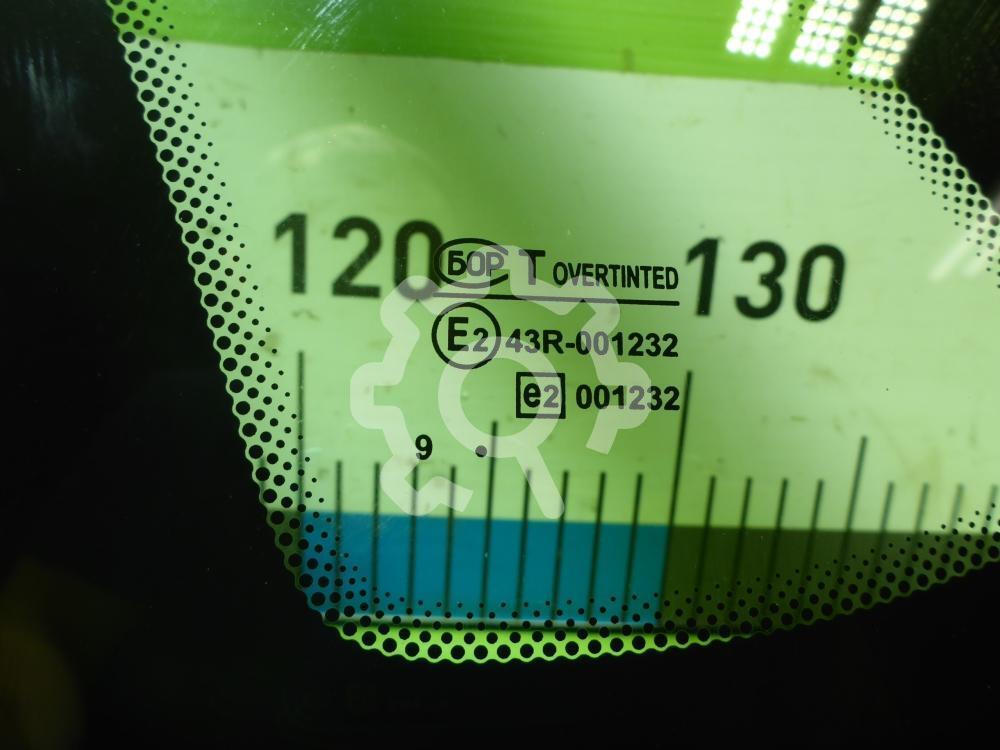 120 БОР T OVERTINTED 130
E2 43R-001232
e2 001232
9 •